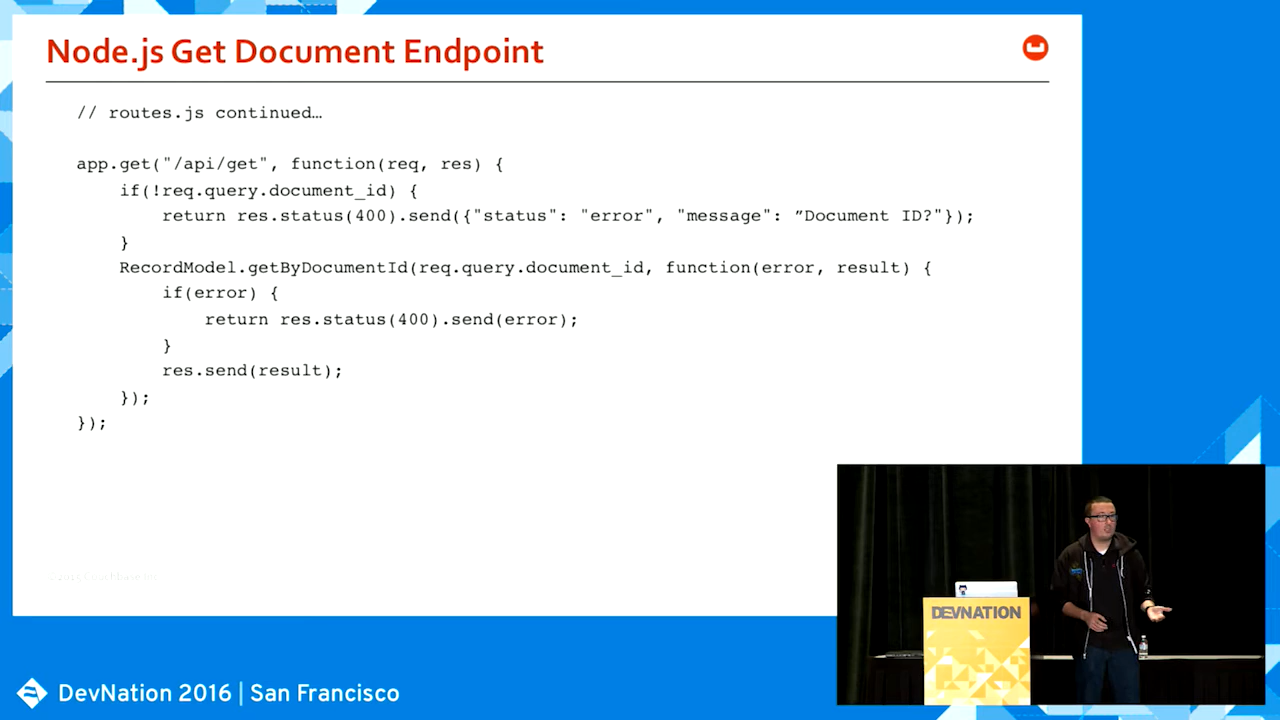 Node.js Get Document Endpoint
// routes.js continued…
app.get("/api/get", function(req, res) {
if(!req.query.document_id) {
return res.status(400).send({"status": "error", "message": ”Document ID?"});
}
RecordModel.getByDocumentId(req.query.document_id, function(error, result) {
if(error) {
return res.status(400).send(error);
}
res.send(result);
});
});
DEVNATION
DevNation 2016 | San Francisco